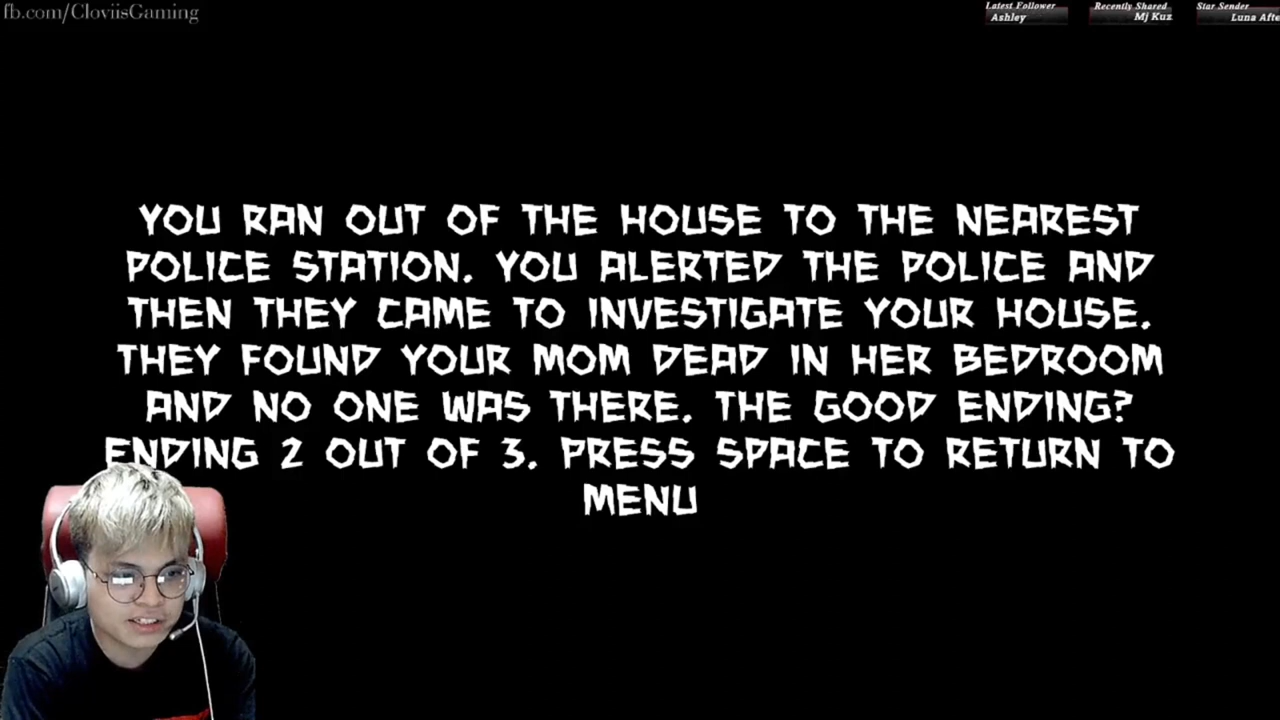 fb.com/CloviisGaming
Latest Follower
Ashley
Recently Shared
Mj Kuz
Star Sender
Luna Afte
YOU RAN OUT OF THE HOUSE TO THE NEAREST
POLICE STATION. YOU ALERTED THE POLICE AND
THEN THEY CAME TO INVESTIGATE YOUR HOUSE.
THEY FOUND YOUR MOM DEAD IN HER BEDROOM
AND NO ONE WAS THERE. THE GOOD ENDING?
ENDING 2 OUT OF 3. PRESS SPACE TO RETURN TO
MENU